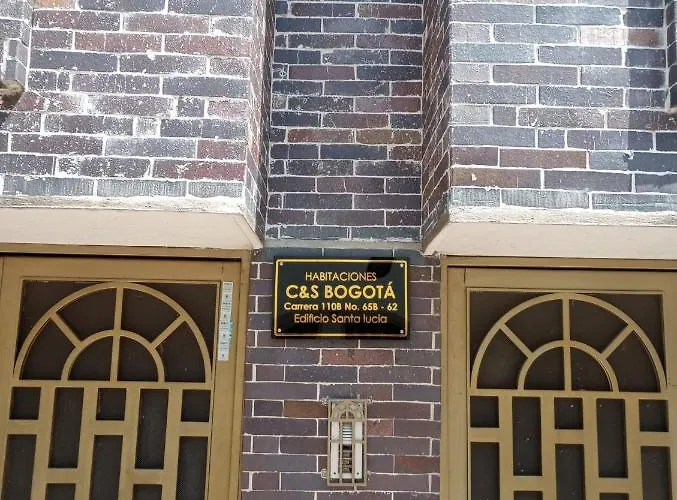 HABITACIONES
C&S BOGOTÁ
Carrera 110B No. 65B - 62
Edificio Santa lucia